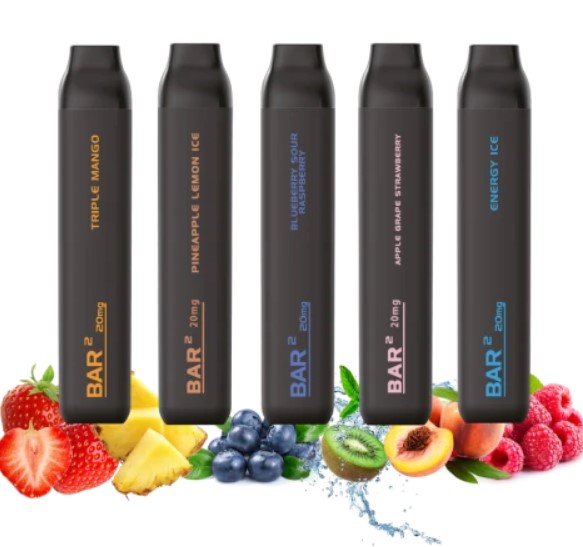 TRIPLE MANGO
BAR²
20mg
PINEAPPLE LEMON ICE
BAR²
20mg
BLUEBERRY SOUR
RASPBERRY
BAR²
20mg
APPLE GRAPE STRAWBERRY
BAR²
20mg
ENERGY ICE
BAR²
20mg